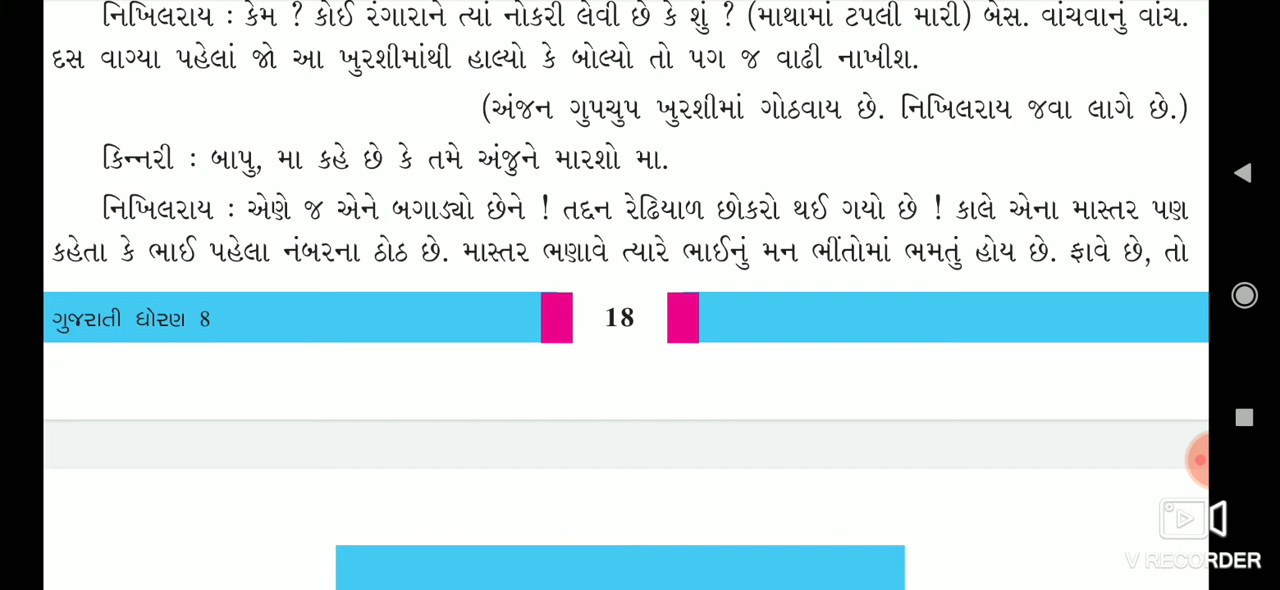 નિખિલરાય : કેમ ? કોઈ રંગારાને ત્યાં નોકરી લેવી છે કે શું ? (માથામાં ટપલી મારી) બેસ. વાંચવાનું વાંચ.
દસ વાગ્યા પહેલાં જો આ ખુરશીમાંથી હાલ્યો કે બોલ્યો તો પગ જ વાઢી નાખીશ.
(અંજન ગુપચુપ ખુરશીમાં ગોઠવાય છે. નિખિલરાય જવા લાગે છે.)
કિન્નરી : બાપુ, મા કહે છે કે તમે અંજુને મારશો મા.
નિખિલરાય : એણે જ એને બગાડ્યો છેને ! તદ્દન રેઢિયાળ છોકરો થઈ ગયો છે ! કાલે એના માસ્તર પણ
કહેતા કે ભાઈ પહેલા નંબરના ઠોઠ છે. માસ્તર ભણાવે ત્યારે ભાઈનું મન ભીંતોમાં ભમતું હોય છે. ફાવે છે, તો
ગુજરાતી ધોરણ 8
18
V RECORDER